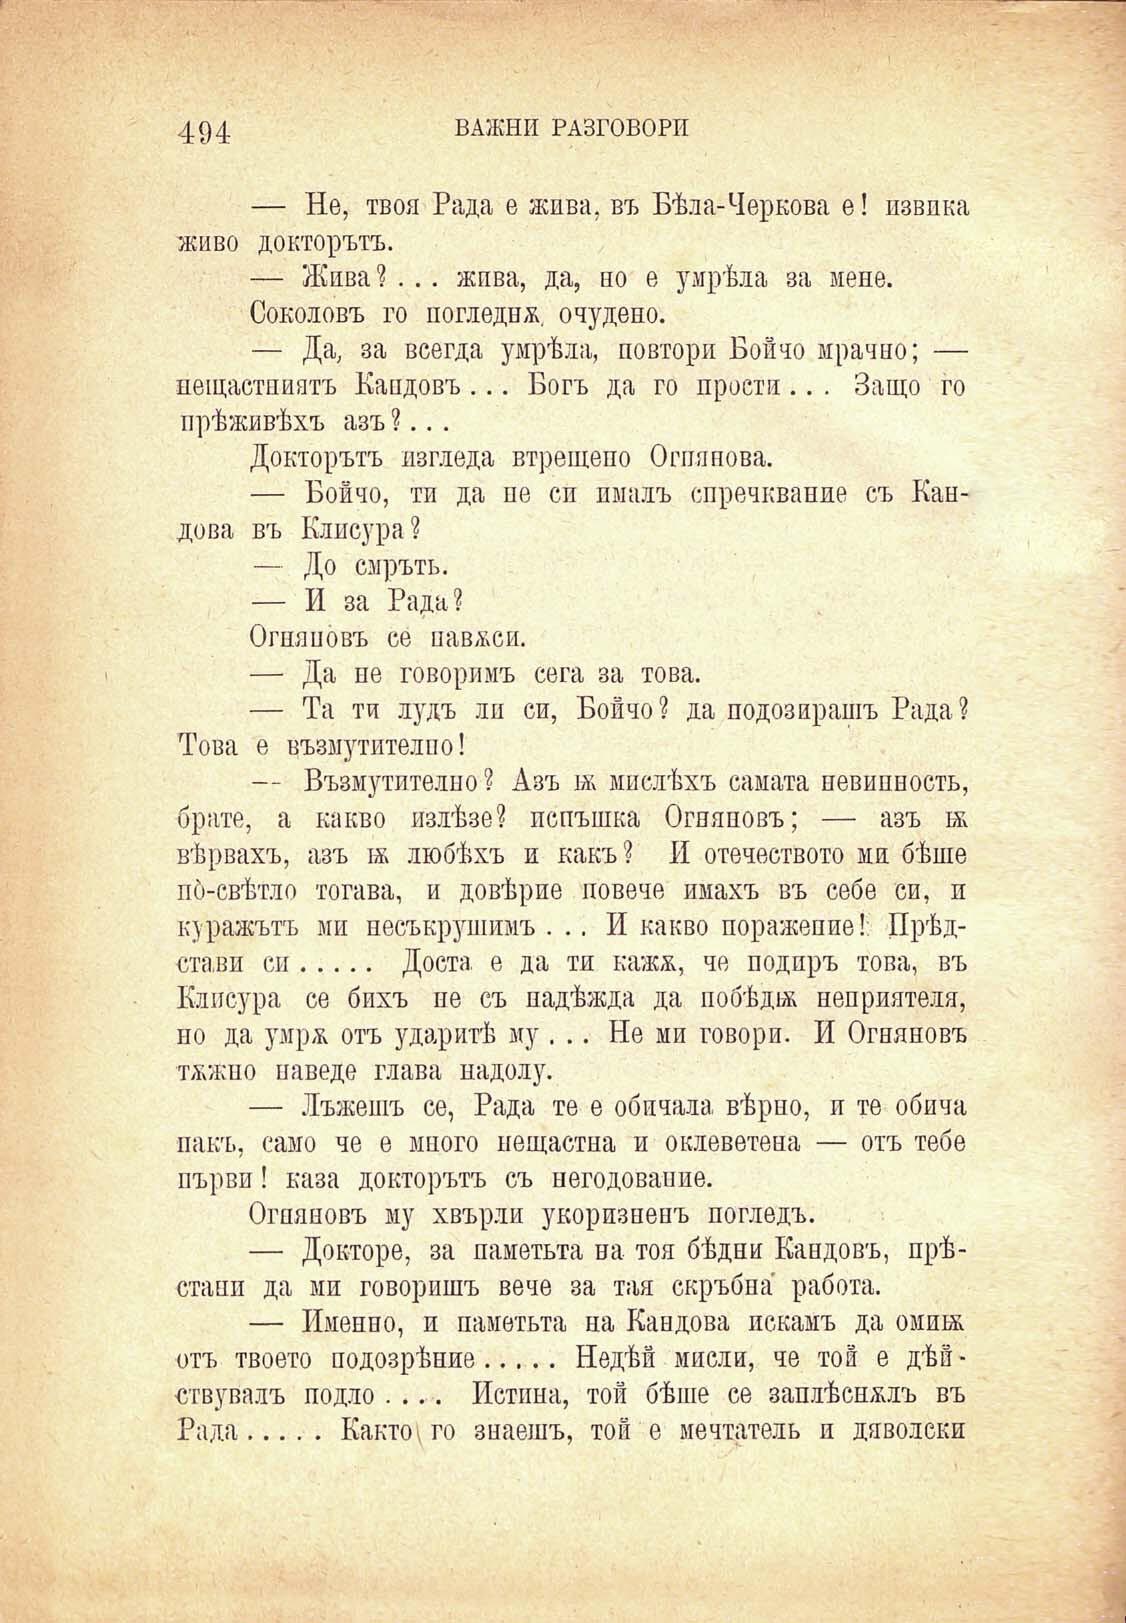 494
ВАЖНИ РАЗГОВОРИ
— Не, твоя Рада е жива, въ Бѣла-Черкова е! извика
живо докторътъ.
— Жива?... жива, да, но е умрѣла за мене.
Соколовъ го погледнѫ очудено.
— Да, за всегда умрѣла, повтори Бойчо мрачно; —
нещастниятъ Кандовъ... Богъ да го прости... Защо го
прѣживѣхъ азъ?...
Докторътъ изгледа втрещено Огнянова.
— Бойчо, ти да не си ималъ спречквание съ Кан-
дова въ Клисура?
— До смръть.
— И за Рада?
Огняновъ се навѫси.
— Да не говоримъ сега за това.
— Та ти лудъ ли си, Бойчо? да подозирашъ Рада?
Това е възмутително!
— Възмутително? Азъ ѭ мислѣхъ самата невинность,
брате, а какво излѣзе? испъшка Огняновъ; — азъ ѭ
вѣрвахъ, азъ ѭ любѣхъ и какъ? И отечеството ми бѣше
по̀-свѣтло тогава, и довѣрие повече имахъ въ себе си, и
куражътъ ми несъкрушимъ... И какво поражение! Прѣд-
стави си..... Доста е да ти кажѫ, че подиръ това, въ
Клисура се бихъ не съ надѣжда да побѣдѭ неприятеля,
но да умрѫ отъ ударитѣ му... Не ми говори. И Огняновъ
тѫжно наведе глава надолу.
— Лъжешъ се, Рада те е обичала вѣрно, и те обича
пакъ, само че е много нещастна и оклеветена — отъ тебе
първи! каза докторътъ съ негодование.
Огняновъ му хвърли укоризненъ погледъ.
— Докторе, за паметьта на тоя бѣдни Кандовъ, прѣ-
стани да ми говоришъ вече за тая скръбна работа.
— Именно, и паметьта на Кандова искамъ да омиѭ
отъ твоето подозрѣние..... Недѣй мисли, че той е дѣй-
ствувалъ подло.... Истина, той бѣше се заплѣснѫлъ въ
Рада..... Както го знаешъ, той е мечтатель и дяволски